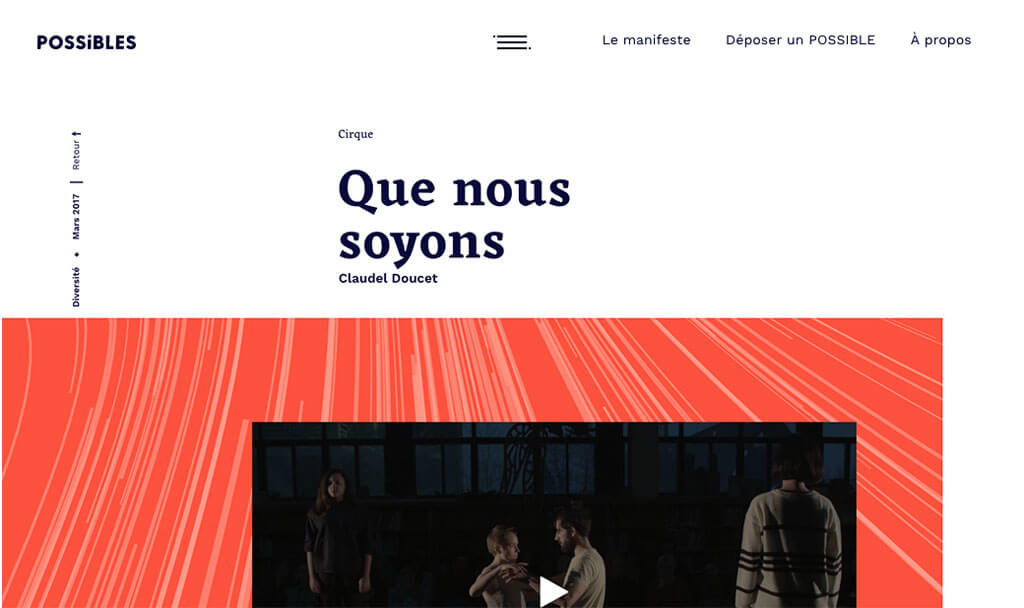 POSSiBLES
Le manifeste
Déposer un POSSIBLE
À propos
Retour
Mars 2017
Diversité
Cirque
Que nous
soyons
Claudel Doucet